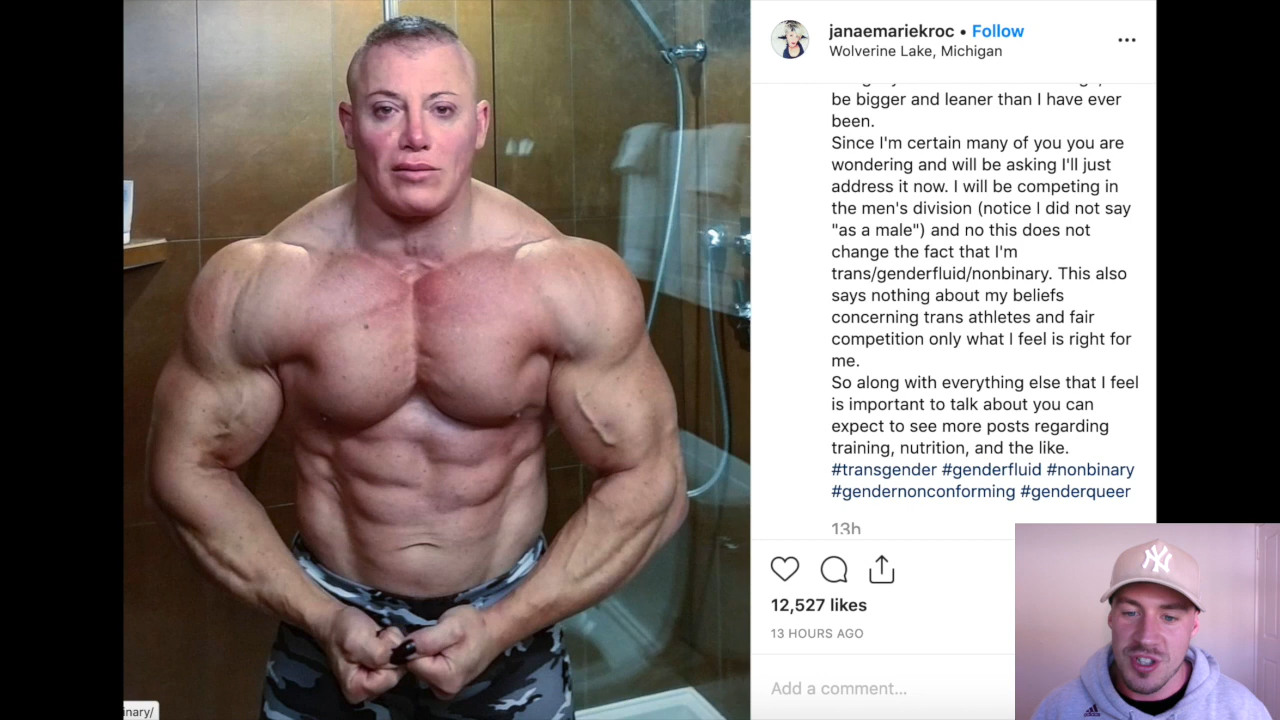 janaemariekroc • Follow
Wolverine Lake, Michigan
be bigger and leaner than I have ever
been.
Since I'm certain many of you you are
wondering and will be asking I'll just
address it now. I will be competing in
the men's division (notice I did not say
"as a male") and no this does not
change the fact that I'm
trans/genderfluid/nonbinary. This also
says nothing about my beliefs
concerning trans athletes and fair
competition only what I feel is right for
me.
So along with everything else that I feel
is important to talk about you can
expect to see more posts regarding
training, nutrition, and the like.
#transgender #genderfluid #nonbinary
#gendernonconforming #genderqueer
13h
12,527 likes
13 HOURS AGO
Add a comment...
inary/
NY
adidas